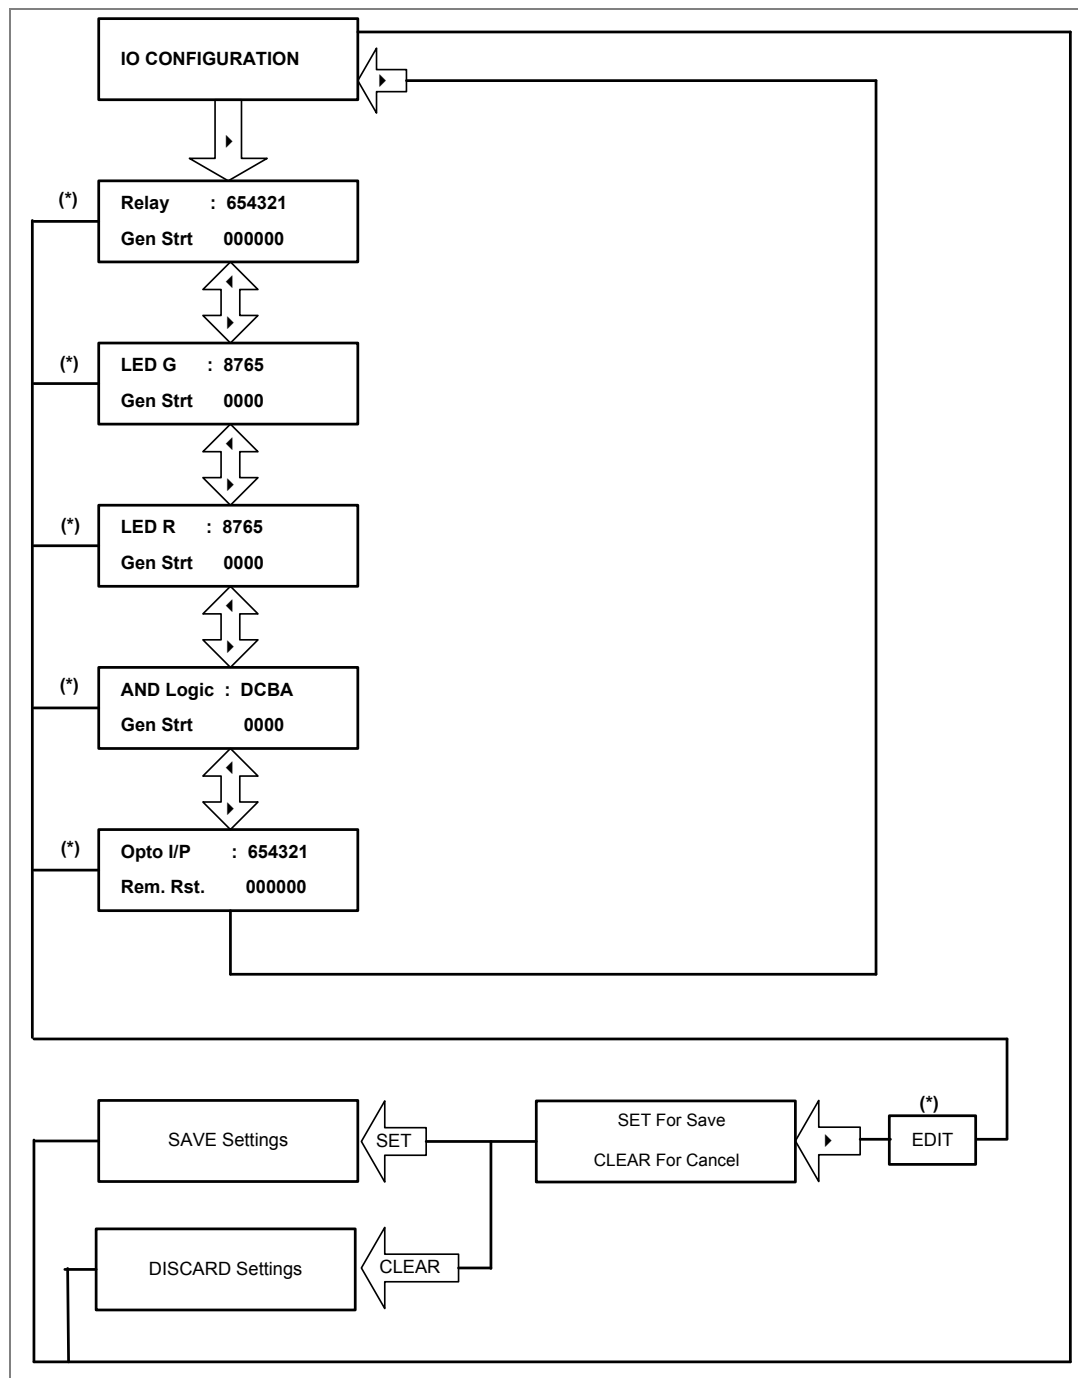 IO CONFIGURATION
(*)
Relay : 654321
Gen Strt 000000
(*)
LED G : 8765
Gen Strt 0000
(*)
LED R : 8765
Gen Strt 0000
(*)
AND Logic : DCBA
Gen Strt 0000
(*)
Opto I/P : 654321
Rem. Rst. 000000
SAVE Settings
SET
SET For Save
CLEAR For Cancel
(*)
EDIT
DISCARD Settings
CLEAR